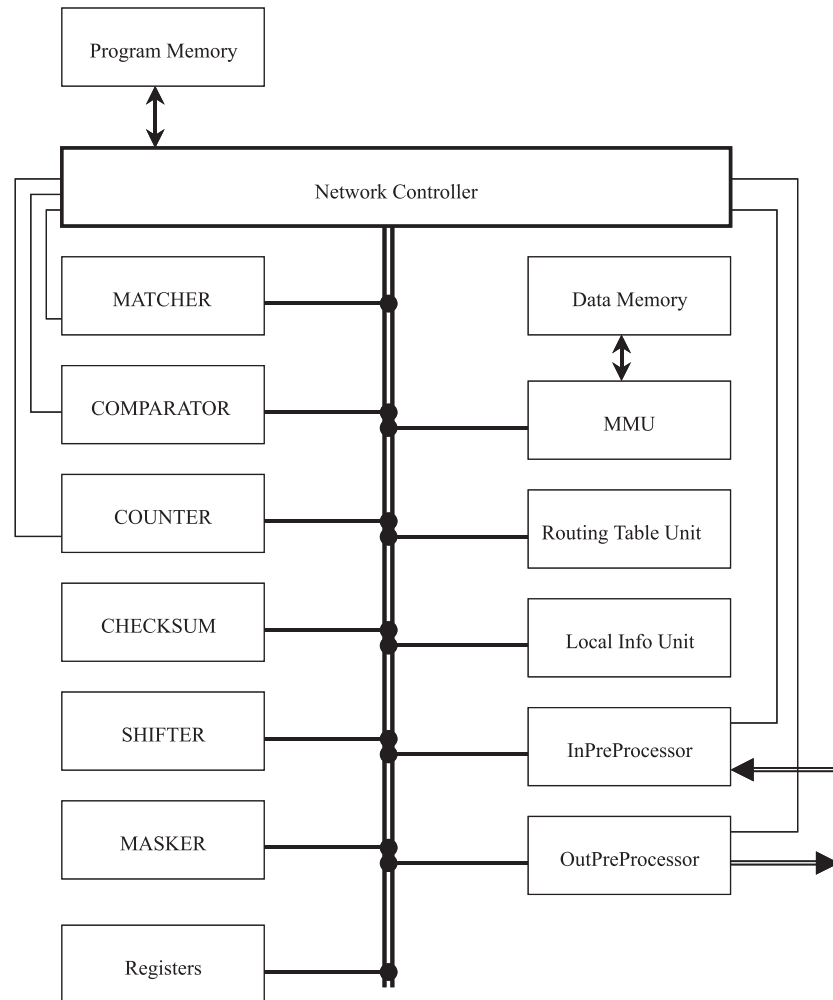 Program Memory
Network Controller
MATCHER
Data Memory
COMPARATOR
MMU
COUNTER
Routing Table Unit
CHECKSUM
Local Info Unit
SHIFTER
InPreProcessor
MASKER
OutPreProcessor
Registers